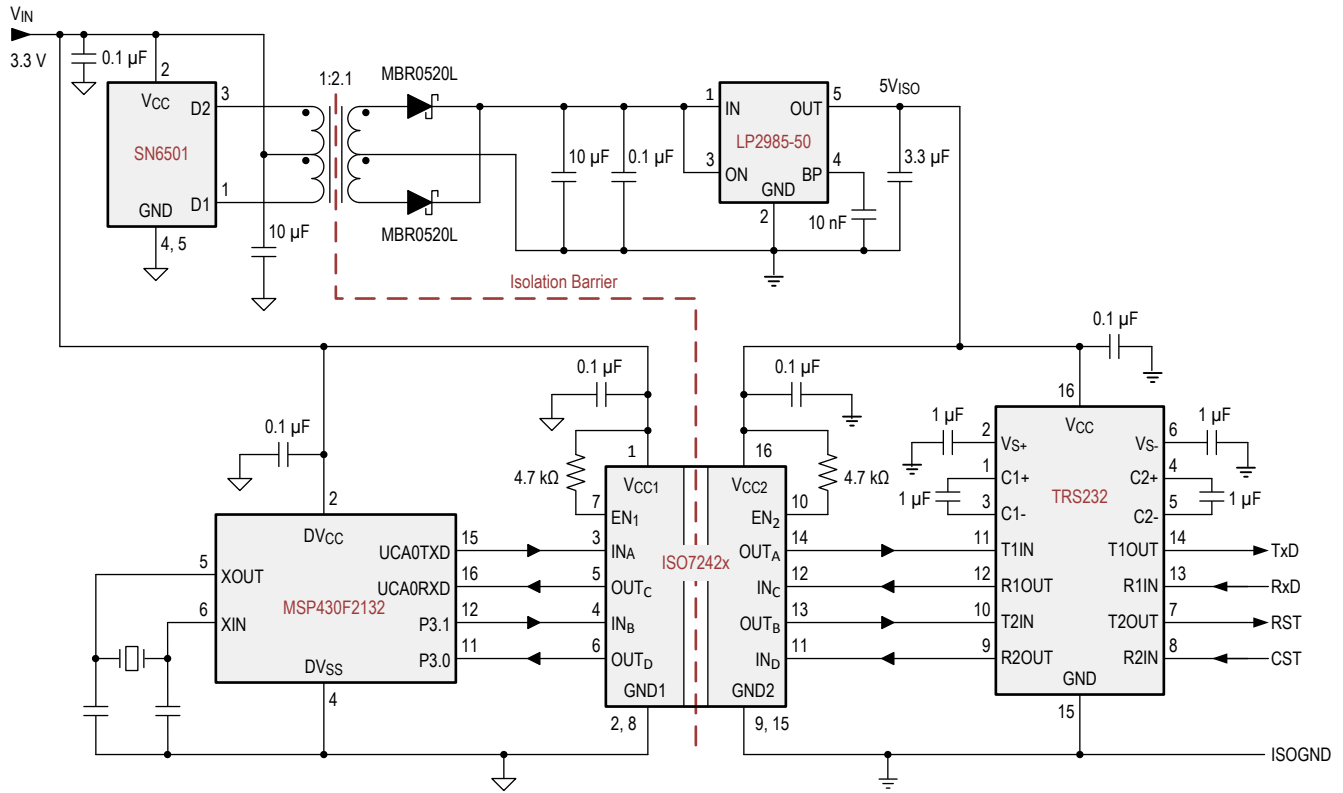 VIN
3.3 V
0.1 µF
2
VCC
D2
3
SN6501
D1
1
GND
4, 5
10 µF
1:2.1
MBR0520L
MBR0520L
10 µF
0.1 µF
1
IN
OUT
5
LP2985-50
3
ON
BP
4
GND
2
10 nF
5VISO
3.3 µF
Isolation Barrier
0.1 µF
2
DVCC
5
XOUT
6
XIN
MSP430F2132
UCA0TXD
15
UCA0RXD
16
P3.1
12
P3.0
11
DVSS
4
0.1 µF
4.7 kΩ
1
VCC1
7
EN1
3
INA
5
OUTC
4
INB
6
OUTD
GND1
2, 8
ISO7242x
0.1 µF
4.7 kΩ
16
VCC2
EN2
10
OUTA
14
INC
12
OUTB
13
IND
11
GND2
9, 15
0.1 µF
16
VCC
1 µF
2
VS+
1
C1+
1 µF
3
C1-
TRS232
VS-
6
1 µF
C2+
4
C2-
5
1 µF
11
T1IN
T1OUT
14
TxD
12
R1OUT
R1IN
13
RxD
10
T2IN
T2OUT
7
RST
9
R2OUT
R2IN
8
CST
GND
15
ISOGND